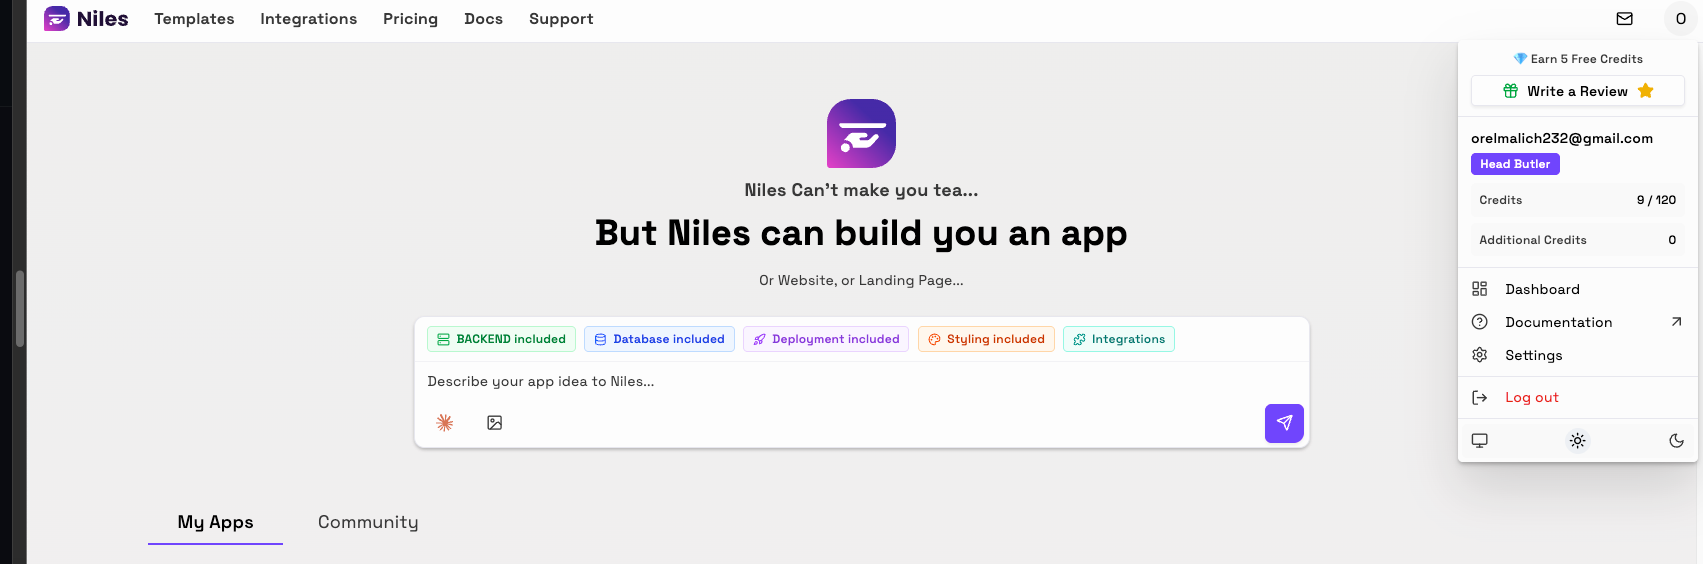 Niles Templates Integrations Pricing Docs Support O
💎 Earn 5 Free Credits
Write a Review
orelmalich232@gmail.com
Head Butler
Credits 9 / 120
Additional Credits 0
Dashboard
Documentation
Settings
Log out
Niles Can't make you tea...
But Niles can build you an app
Or Website, or Landing Page...
BACKEND included Database included Deployment included Styling included Integrations
Describe your app idea to Niles...
My Apps Community